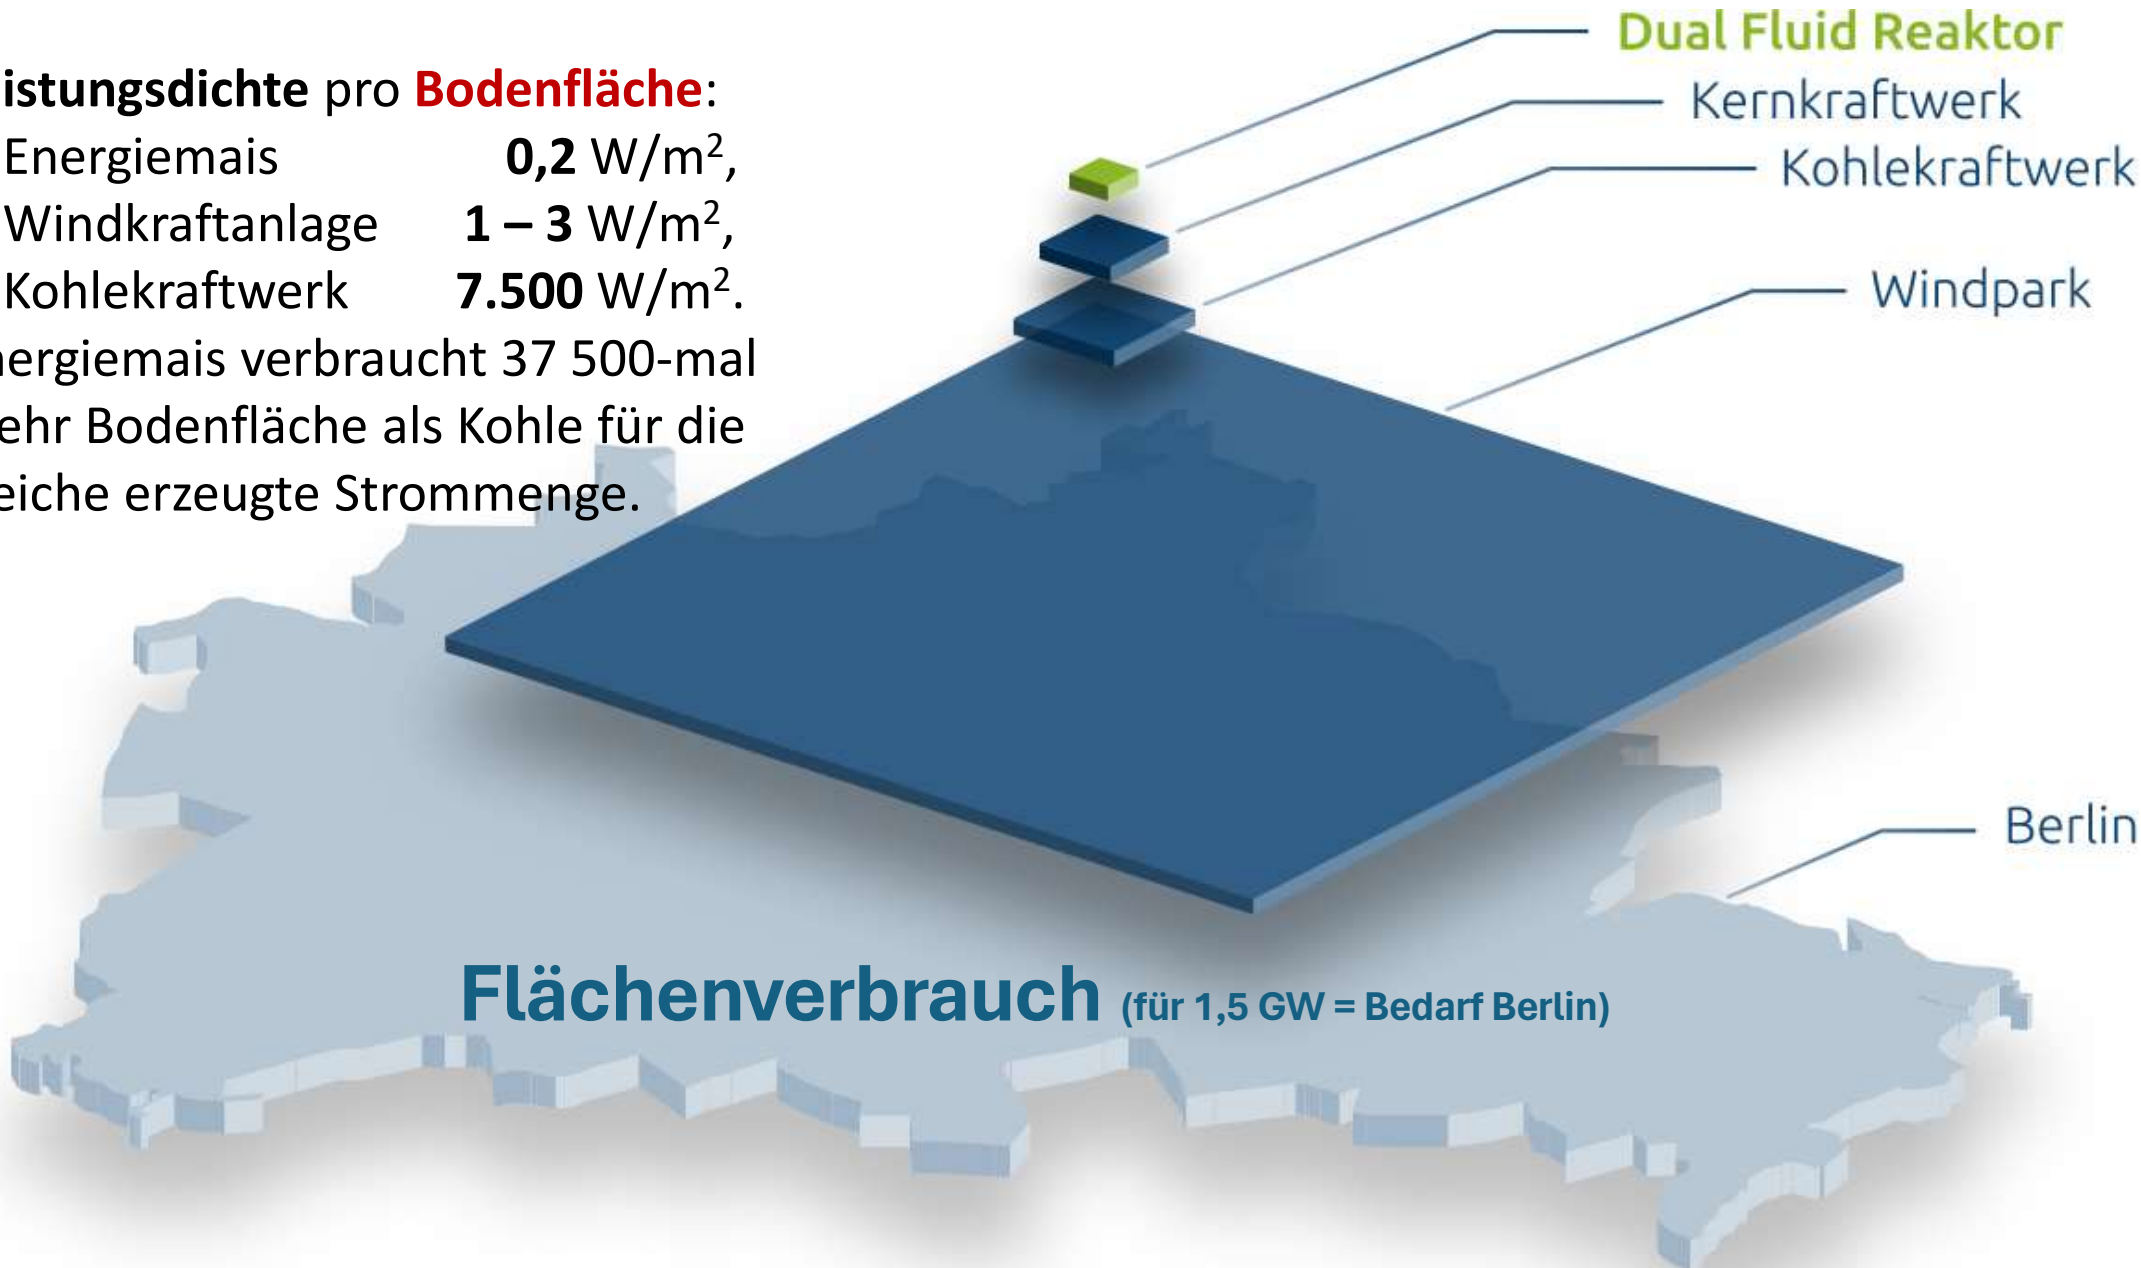 istungsdichte pro Bodenfläche:
Energiemais 0,2 W/m²,
Windkraftanlage 1 – 3 W/m²,
Kohlekraftwerk 7.500 W/m².
nergiemais verbraucht 37 500-mal
ehr Bodenfläche als Kohle für die
eiche erzeugte Strommenge.
Dual Fluid Reaktor
Kernkraftwerk
Kohlekraftwerk
Windpark
Berlin
Flächenverbrauch (für 1,5 GW = Bedarf Berlin)